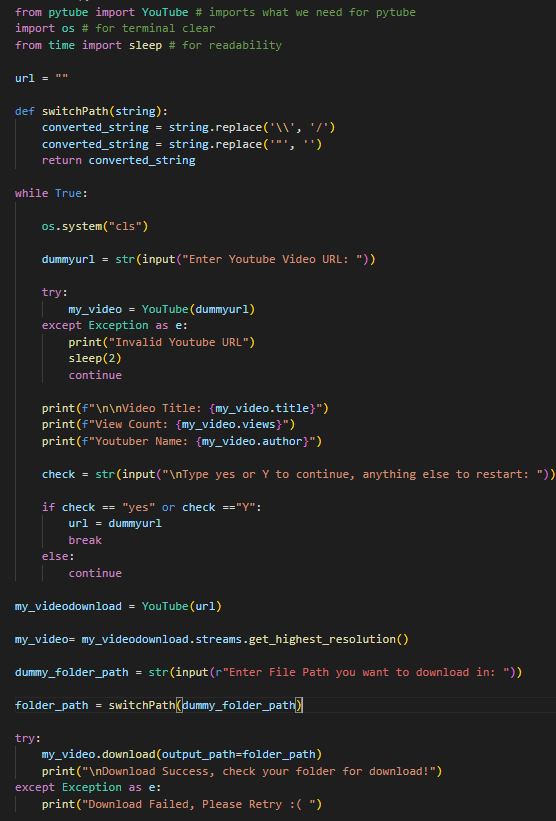 from pytube import YouTube # imports what we need for pytube
import os # for terminal clear
from time import sleep # for readability
url = ""
def switchPath(string):
    converted_string = string.replace('\\', '/')
    converted_string = string.replace('"', '')
    return converted_string
while True:
    os.system("cls")
    dummyurl = str(input("Enter Youtube Video URL: "))
    try:
        my_video = YouTube(dummyurl)
    except Exception as e:
        print("Invalid Youtube URL")
        sleep(2)
        continue
    print(f"\n\nVideo Title: {my_video.title}")
    print(f"View Count: {my_video.views}")
    print(f"Youtuber Name: {my_video.author}")
    check = str(input("\nType yes or Y to continue, anything else to restart: "))
    if check == "yes" or check =="Y":
        url = dummyurl
        break
    else:
        continue
my_videodownload = YouTube(url)
my_video= my_videodownload.streams.get_highest_resolution()
dummy_folder_path = str(input(r"Enter File Path you want to download in: "))
folder_path = switchPath(dummy_folder_path)
try:
    my_video.download(output_path=folder_path)
    print("\nDownload Success, check your folder for download!")
except Exception as e:
    print("Download Failed, Please Retry :( ")